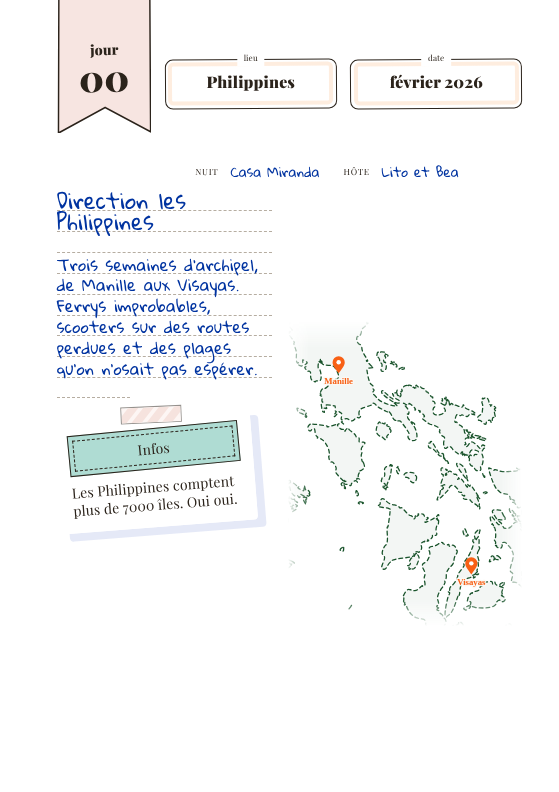 jour
00
lieu
Philippines
date
février 2026
NUIT Casa Miranda HÔTE Lito et Bea
Direction les
Philippines
Trois semaines d'archipel,
de Manille aux Visayas.
Ferrys improbables,
scooters sur des routes
perdues et des plages
qu'on n'osait pas espérer.
Infos
Les Philippines comptent
plus de 7000 îles. Oui oui.
Manille
Visayas